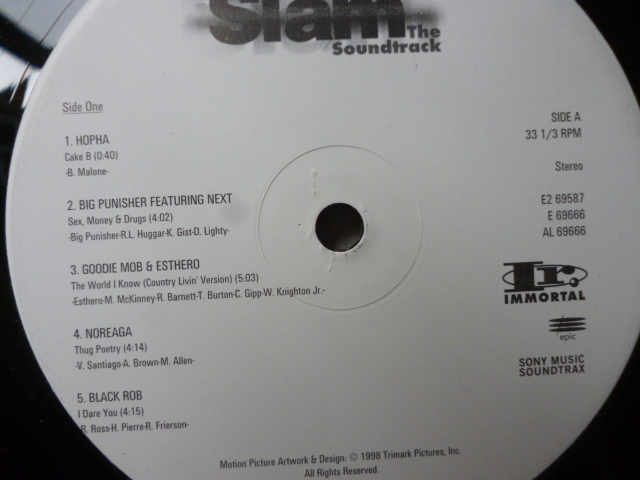 Slam
The
Soundtrack
Side One
SIDE A
33 1/3 RPM
Stereo
E2 69587
E 69666
AL 69666
1. HOPHA
Cake B (0:40)
-B. Malone-
2. BIG PUNISHER FEATURING NEXT
Sex, Money & Drugs (4:02)
-Big Punisher-R.L. Huggar-K. Gist-D. Lighty-
3. GOODIE MOB & ESTHERO
The World I Know (Country Livin' Version) (5:03)
-Esthero-M. McKinney-R. Barnett-T. Burton-C. Gipp-W. Knighton Jr.-
4. NOREAGA
Thug Poetry (4:14)
-V. Santiago-A. Brown-M. Allen-
5. BLACK ROB
I Dare You (4:15)
-R. Ross-H. Pierre-R. Frierson-
Ir.
IMMORTAL
epic
SONY MUSIC
SOUNDTRAX
Motion Picture Artwork & Design: © 1998 Trimark Pictures, Inc.
All Rights Reserved.